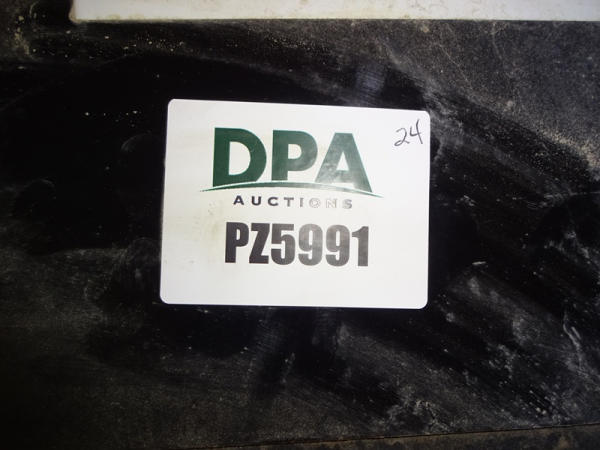 24
DPA
AUCTIONS
PZ5991